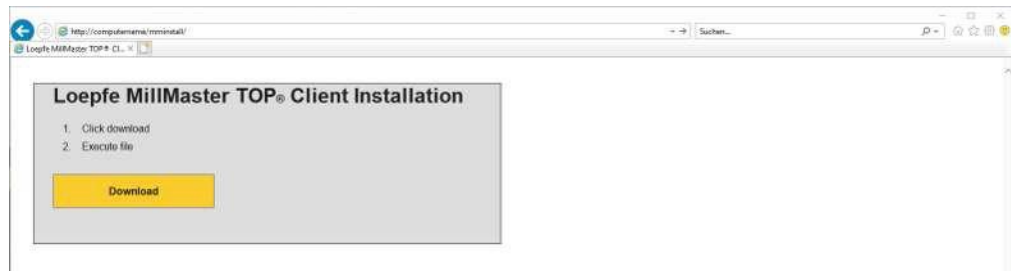 http://computername/mminstall/
Suchen...
Loepfe MillMaster TOP® Cl...
Loepfe MillMaster TOP® Client Installation
1. Click download
2. Execute file
Download